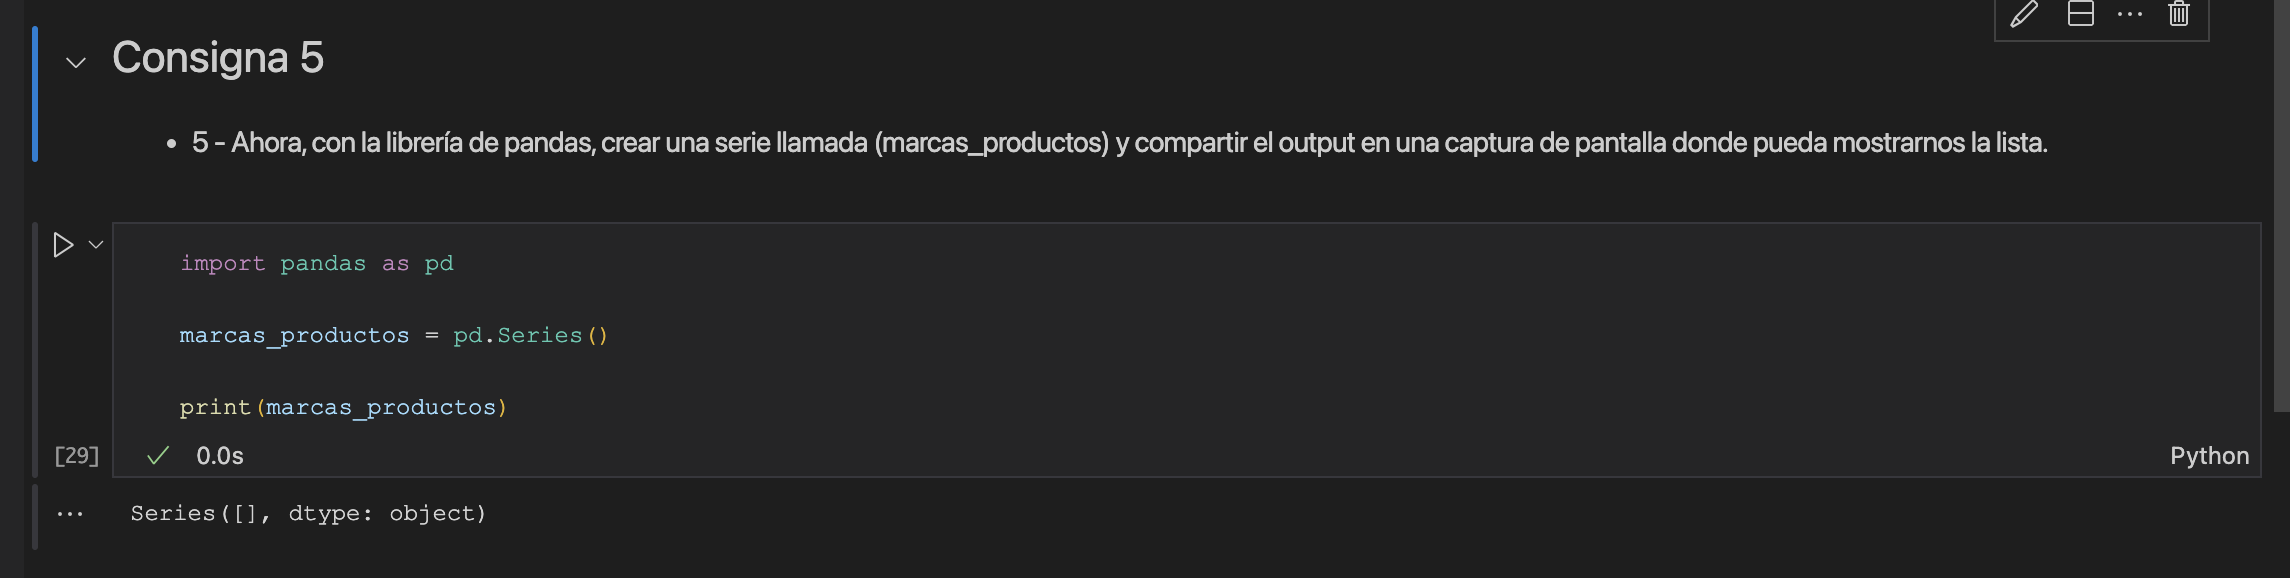 Consigna 5
• 5 - Ahora, con la librería de pandas, crear una serie llamada (marcas_productos) y compartir el output en una captura de pantalla donde pueda mostrarnos la lista.
import pandas as pd
marcas_productos = pd.Series()
print(marcas_productos)
[29] ✓ 0.0s Python
... Series([], dtype: object)